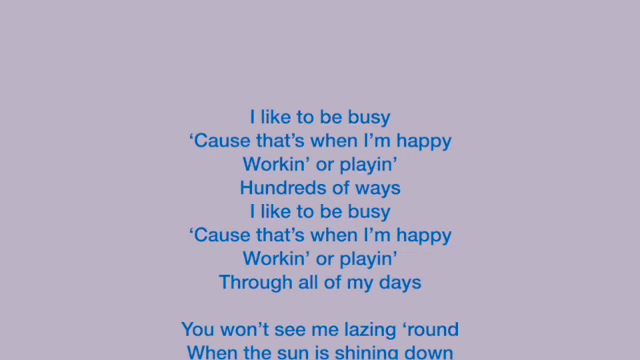 I like to be busy
‘Cause that’s when I’m happy
Workin’ or playin’
Hundreds of ways
I like to be busy
‘Cause that’s when I’m happy
Workin’ or playin’
Through all of my days
You won’t see me lazing ‘round
When the sun is shining down